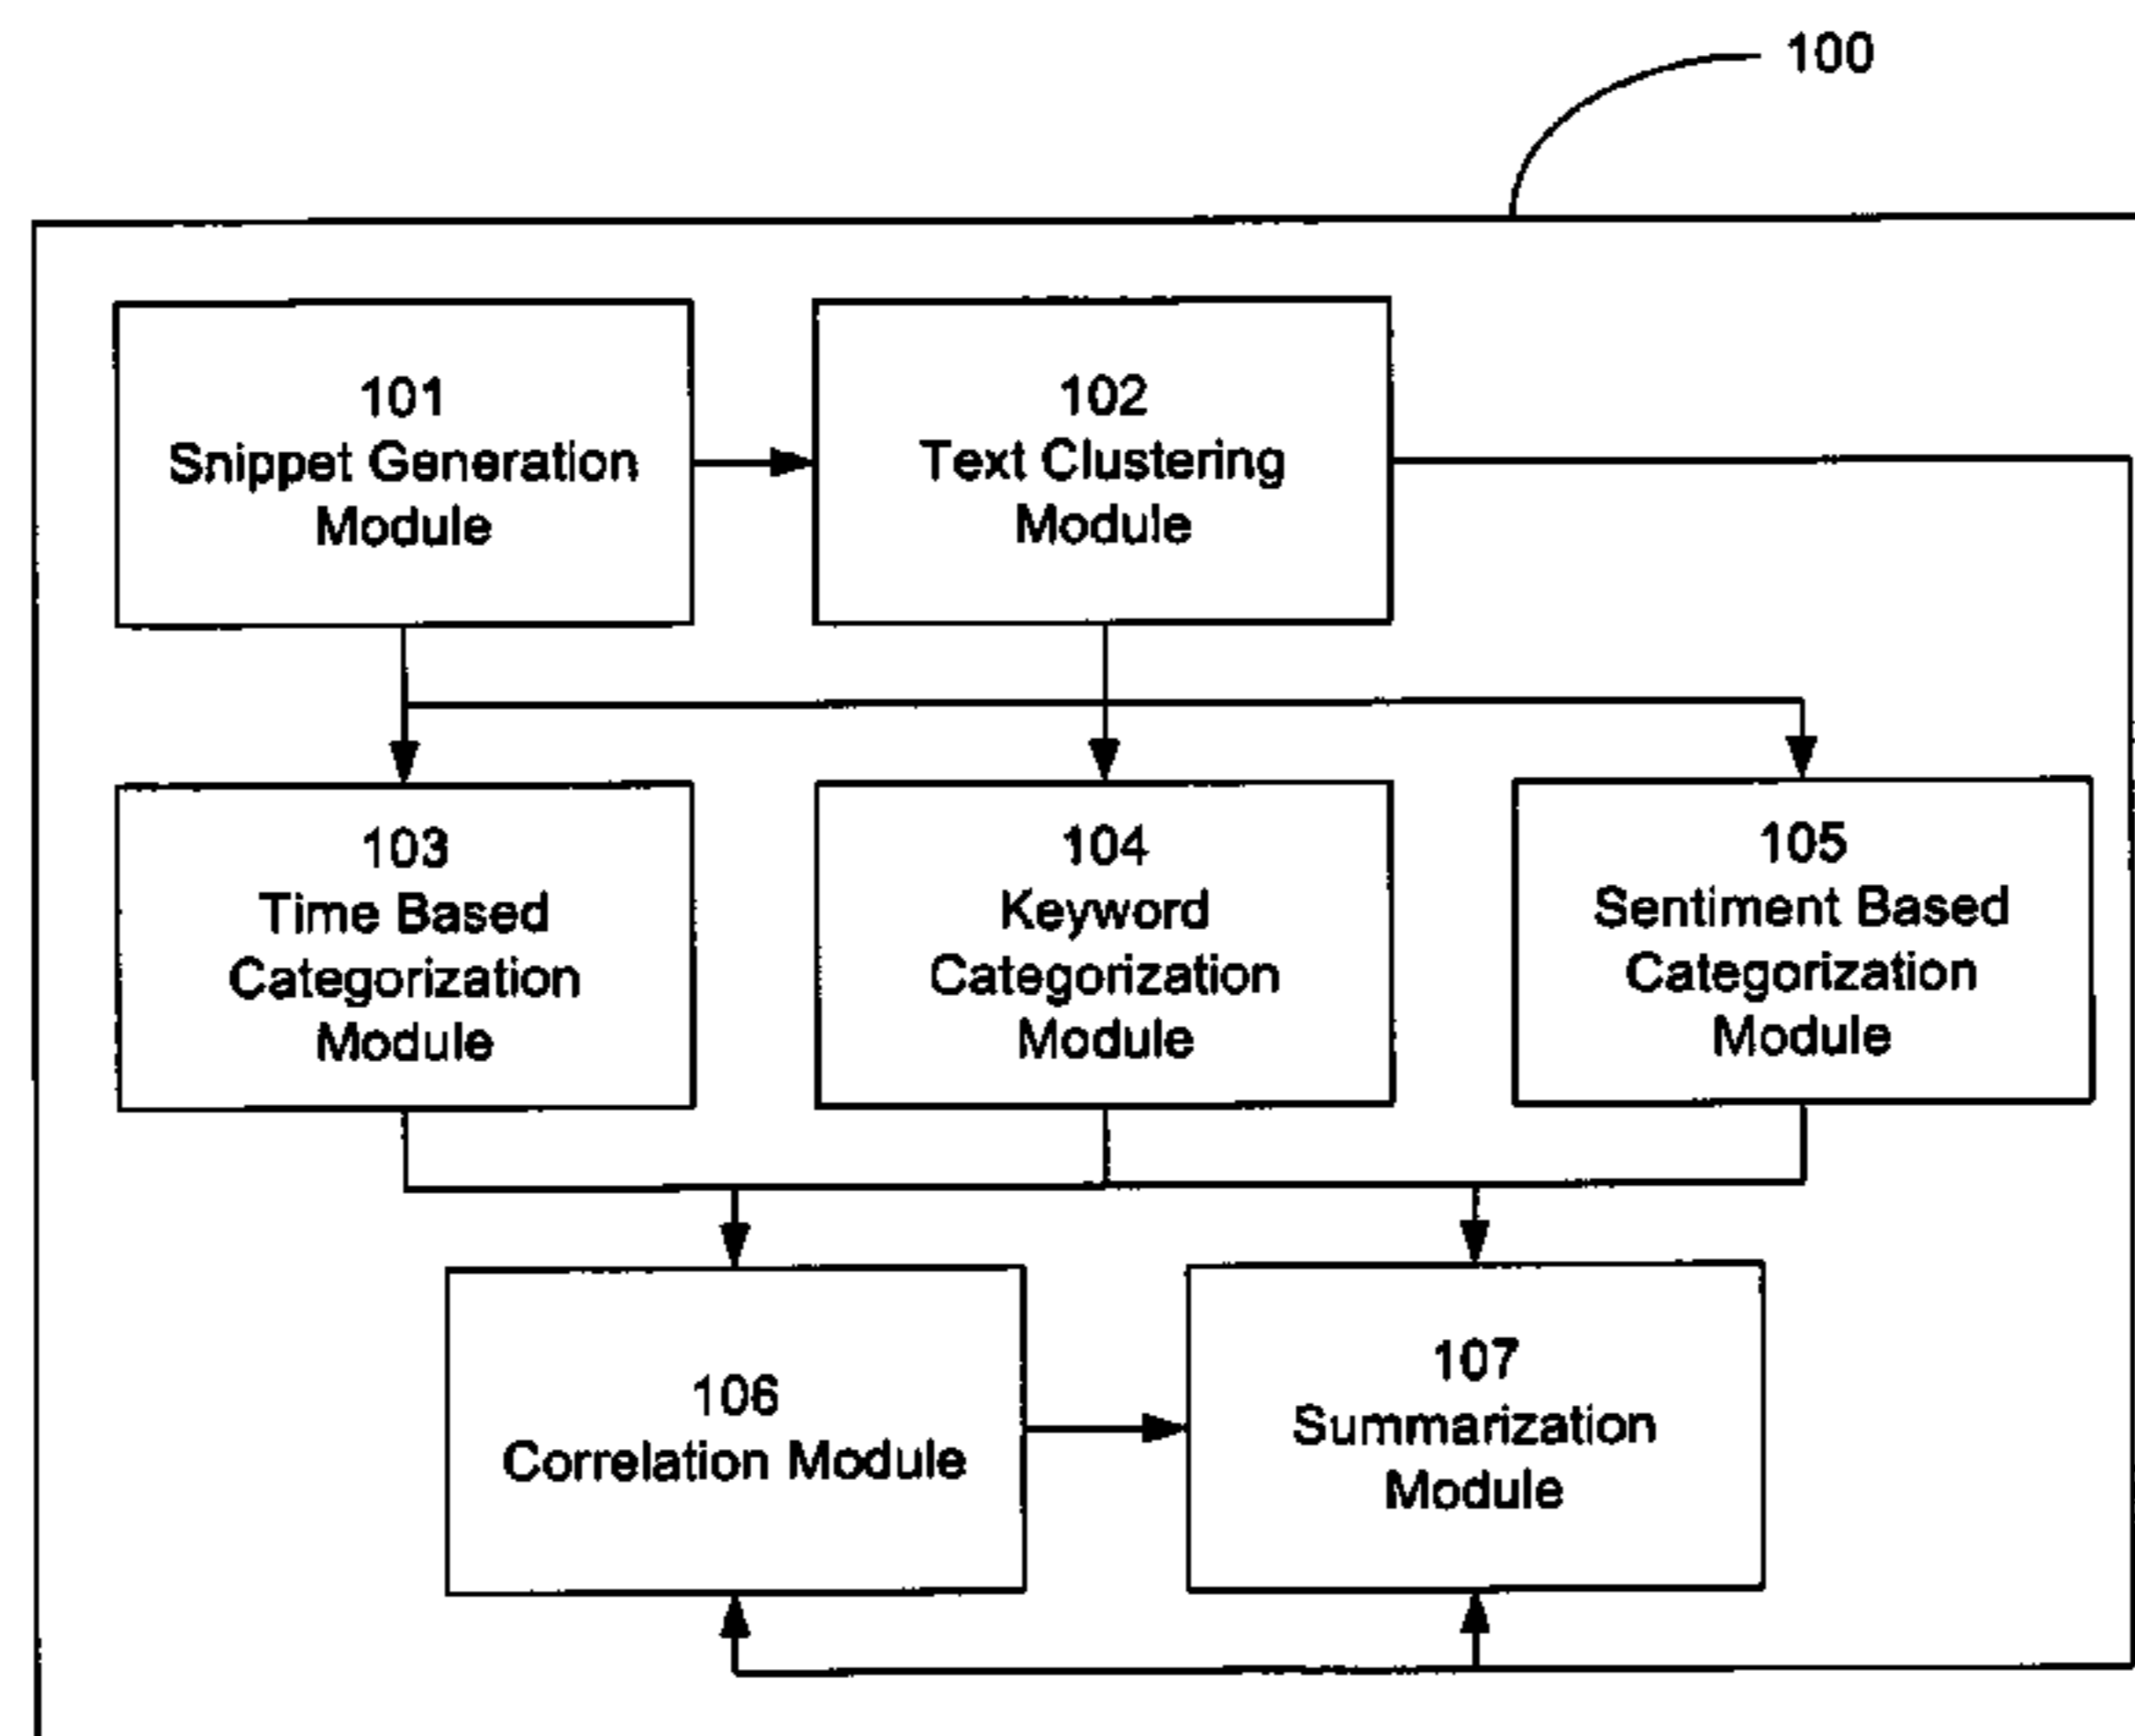 100
101
Snippet Generation
Module
102
Text Clustering
Module
103
Time Based
Categorization
Module
104
Keyword
Categorization
Module
105
Sentiment Based
Categorization
Module
106
Correlation Module
107
Summarization
Module